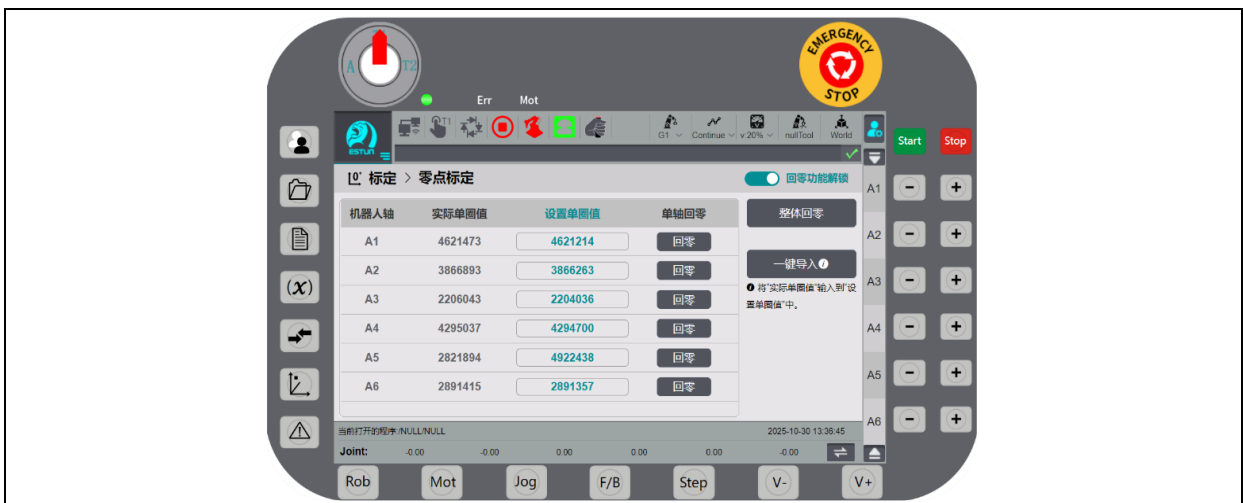 EMERGENCY
STOP
A T2
Err Mot
T1
ESTUN
G1 Continue v:20% nullTool World
Start Stop
标定 > 零点标定 回零功能解锁
机器人轴 实际单圈值 设置单圈值 单轴回零 整体回零
A1 4621473 4621214 回零
A2 3866893 3866263 回零
一键导入
A3 2206043 2204036 回零
将"实际单圈值"输入到"设
置单圈值"中。
A4 4295037 4294700 回零
A5 2821894 4922438 回零
A6 2891415 2891357 回零
A1 - +
A2 - +
A3 - +
A4 - +
A5 - +
A6 - +
(x)
当前打开的程序:/NULL/NULL 2025-10-30 13:36:45
Joint: -0.00 -0.00 0.00 0.00 0.00 -0.00
Rob Mot Jog F/B Step V- V+